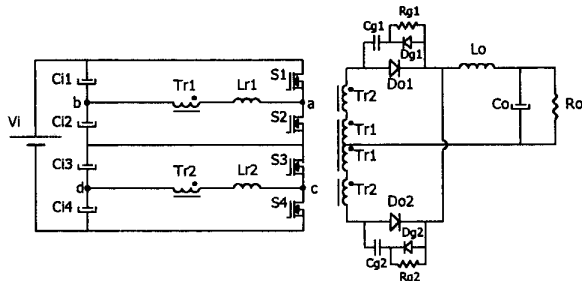 Rg1
Cg1
Dg1
Lo
Do1
Ci1
S1
Tr1
Lr1
Tr2
b
a
Co
Ro
Vi
Ci2
S2
Tr1
Tr1
Ci3
S3
Tr2
Lr2
Tr2
d
c
Ci4
S4
Do2
Dg2
Cg2
Rg2